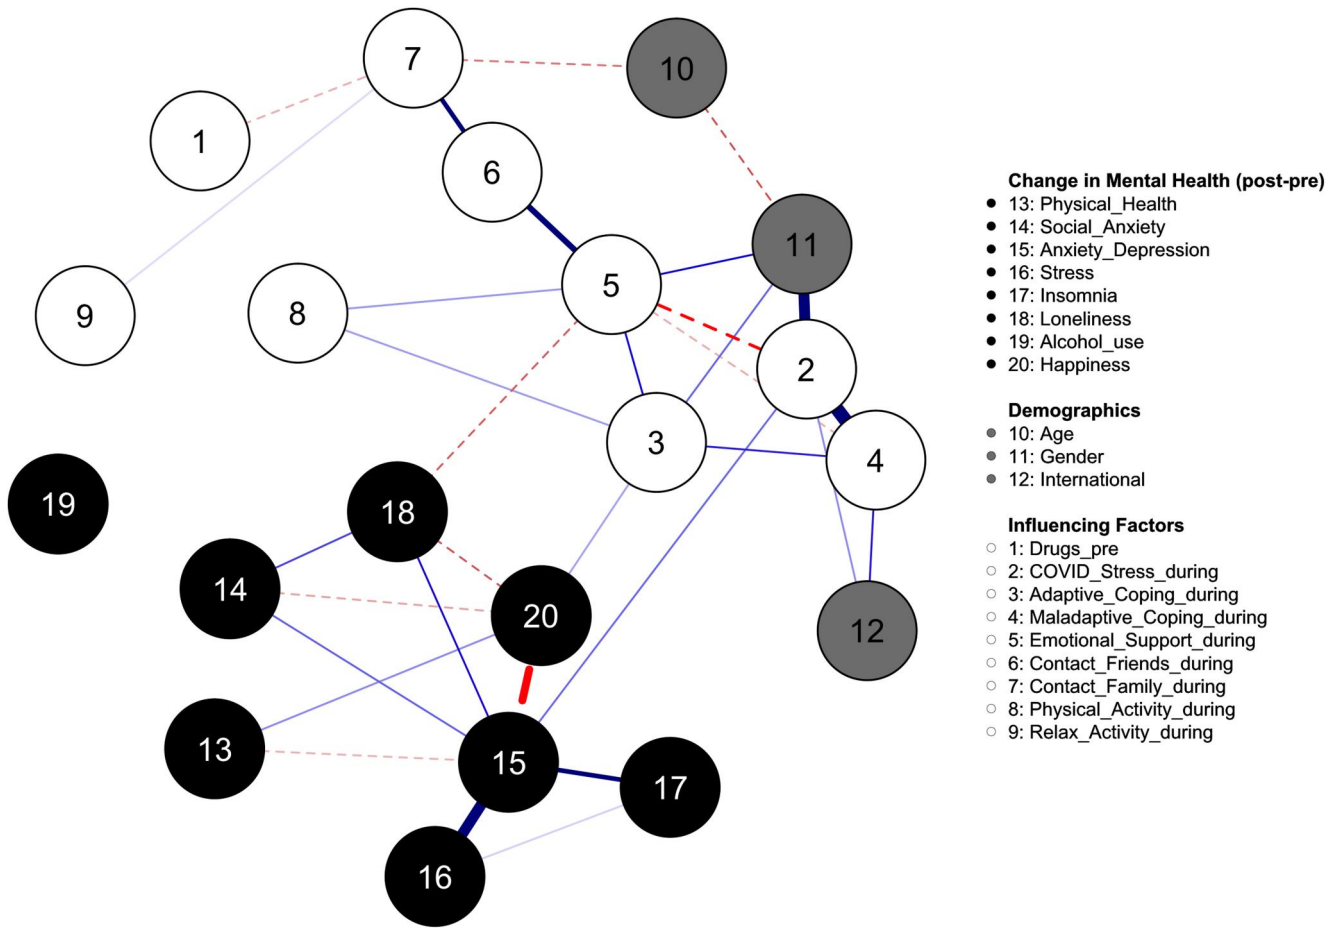 7
10
1
6
11
5
8
9
2
3
4
19
18
14
20
12
13
15
17
16
Change in Mental Health (post-pre)
13: Physical_Health
14: Social_Anxiety
15: Anxiety_Depression
16: Stress
17: Insomnia
18: Loneliness
19: Alcohol_use
20: Happiness
Demographics
10: Age
11: Gender
12: International
Influencing Factors
1: Drugs_pre
2: COVID_Stress_during
3: Adaptive_Coping_during
4: Maladaptive_Coping_during
5: Emotional_Support_during
6: Contact_Friends_during
7: Contact_Family_during
8: Physical_Activity_during
9: Relax_Activity_during